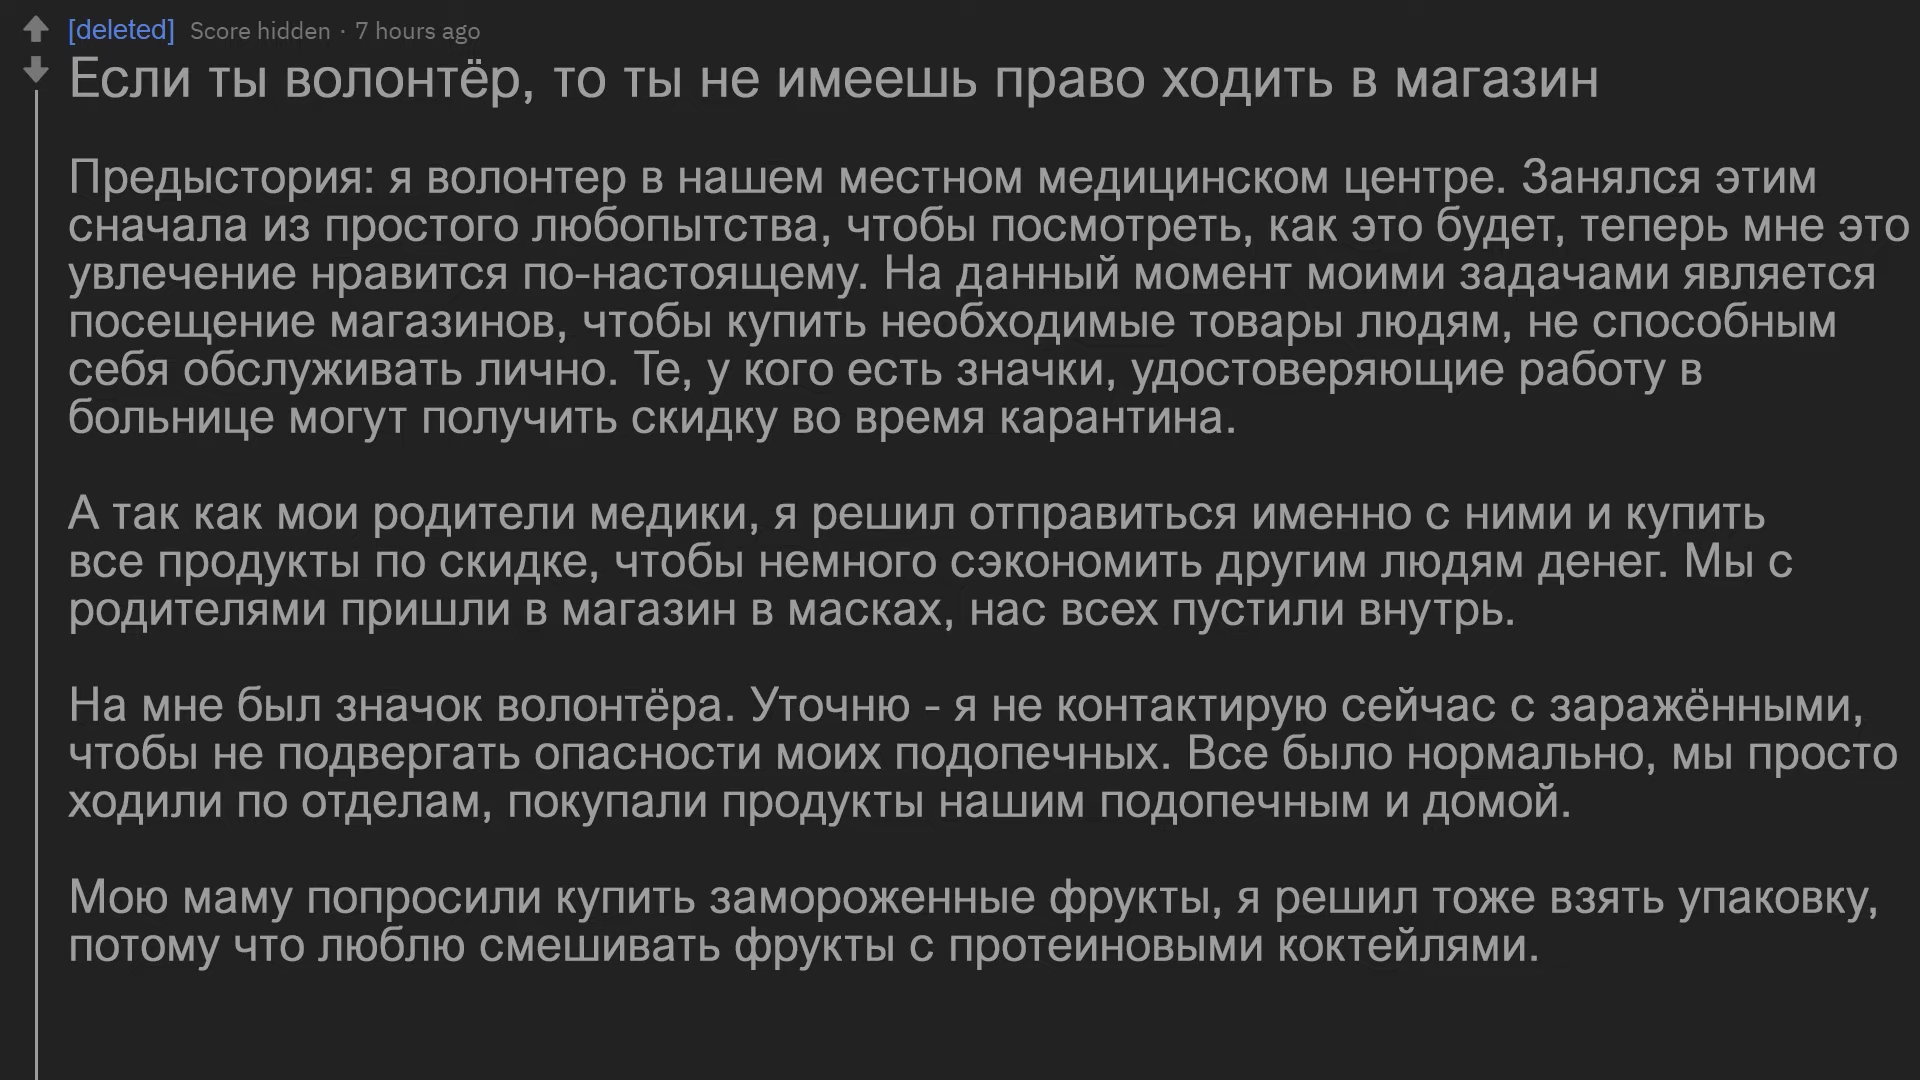 [deleted] Score hidden · 7 hours ago
Если ты волонтёр, то ты не имеешь право ходить в магазин
Предыстория: я волонтер в нашем местном медицинском центре. Занялся этим
сначала из простого любопытства, чтобы посмотреть, как это будет, теперь мне это
увлечение нравится по-настоящему. На данный момент моими задачами является
посещение магазинов, чтобы купить необходимые товары людям, не способным
себя обслуживать лично. Те, у кого есть значки, удостоверяющие работу в
больнице могут получить скидку во время карантина.
А так как мои родители медики, я решил отправиться именно с ними и купить
все продукты по скидке, чтобы немного сэкономить другим людям денег. Мы с
родителями пришли в магазин в масках, нас всех пустили внутрь.
На мне был значок волонтёра. Уточню - я не контактирую сейчас с заражёнными,
чтобы не подвергать опасности моих подопечных. Все было нормально, мы просто
ходили по отделам, покупали продукты нашим подопечным и домой.
Мою маму попросили купить замороженные фрукты, я решил тоже взять упаковку,
потому что люблю смешивать фрукты с протеиновыми коктейлями.